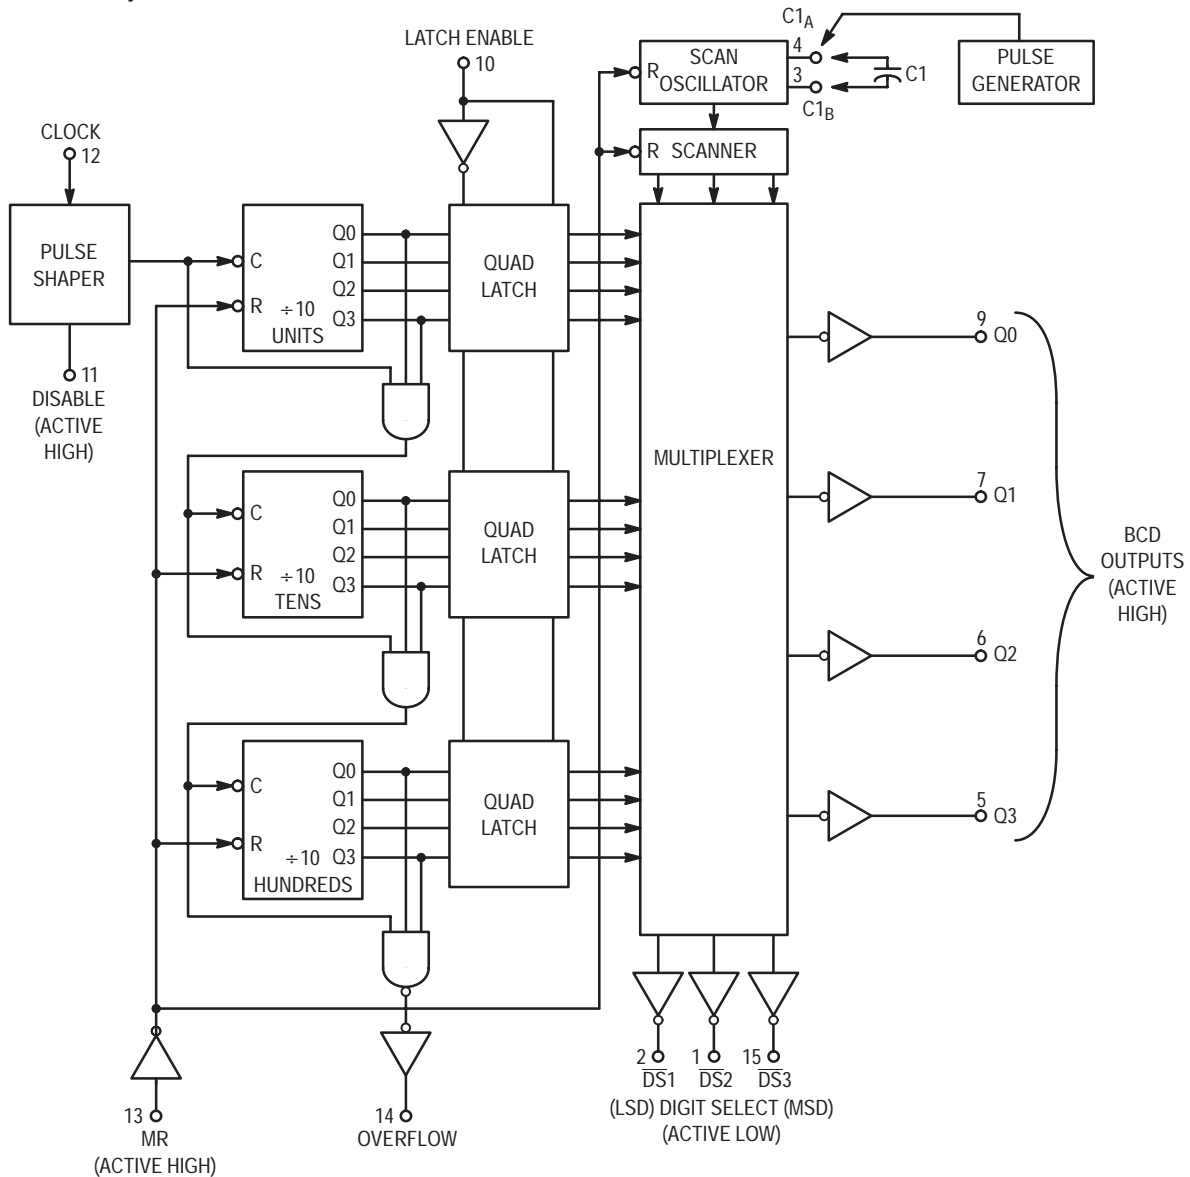 LATCH ENABLE
10
C1A
4
SCAN
R
OSCILLATOR
3
C1B
C1
PULSE
GENERATOR
CLOCK
12
R SCANNER
PULSE
SHAPER
11
DISABLE
(ACTIVE
HIGH)
C
R
÷10
UNITS
Q0
Q1
Q2
Q3
QUAD
LATCH
MULTIPLEXER
9
Q0
7
Q1
6
Q2
5
Q3
BCD
OUTPUTS
(ACTIVE
HIGH)
C
R
÷10
TENS
Q0
Q1
Q2
Q3
QUAD
LATCH
C
R
÷10
HUNDREDS
Q0
Q1
Q2
Q3
QUAD
LATCH
13
MR
(ACTIVE HIGH)
14
OVERFLOW
2
1
15
DS1
DS2
DS3
(LSD) DIGIT SELECT (MSD)
(ACTIVE LOW)